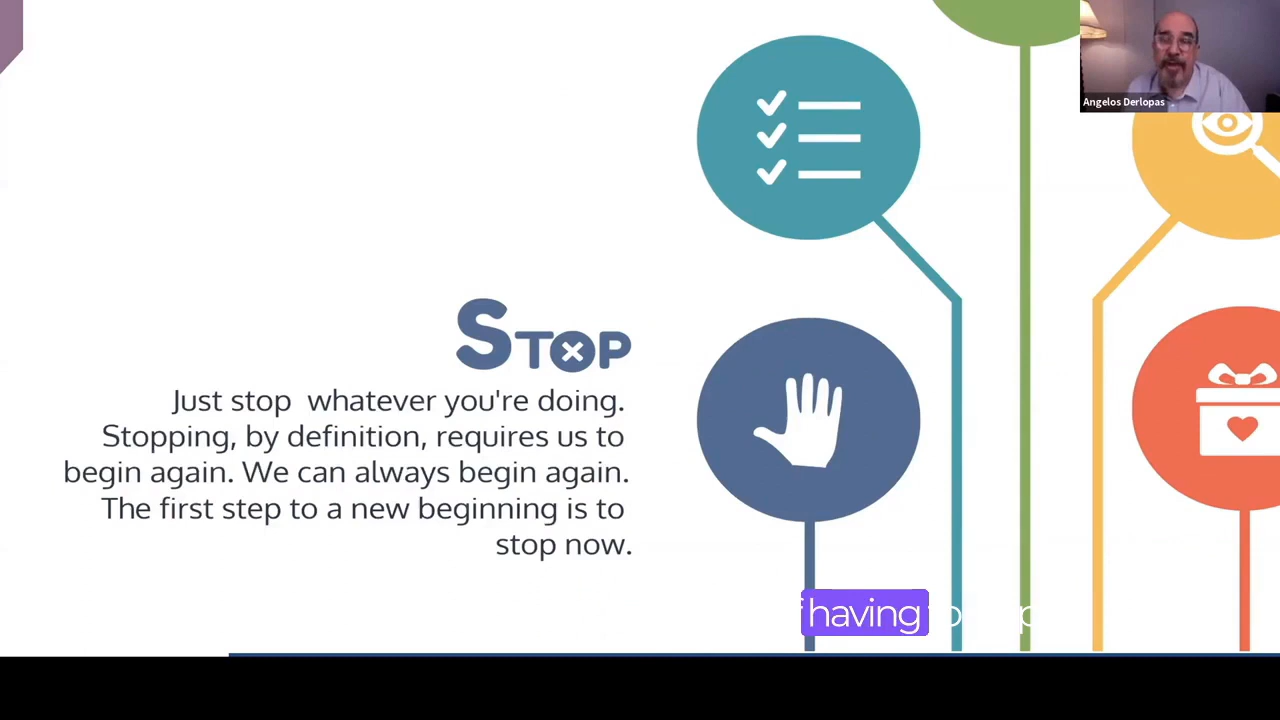 Angelos Derlopas
STOP
Just stop whatever you're doing.
Stopping, by definition, requires us to
begin again. We can always begin again.
The first step to a new beginning is to
stop now.
having